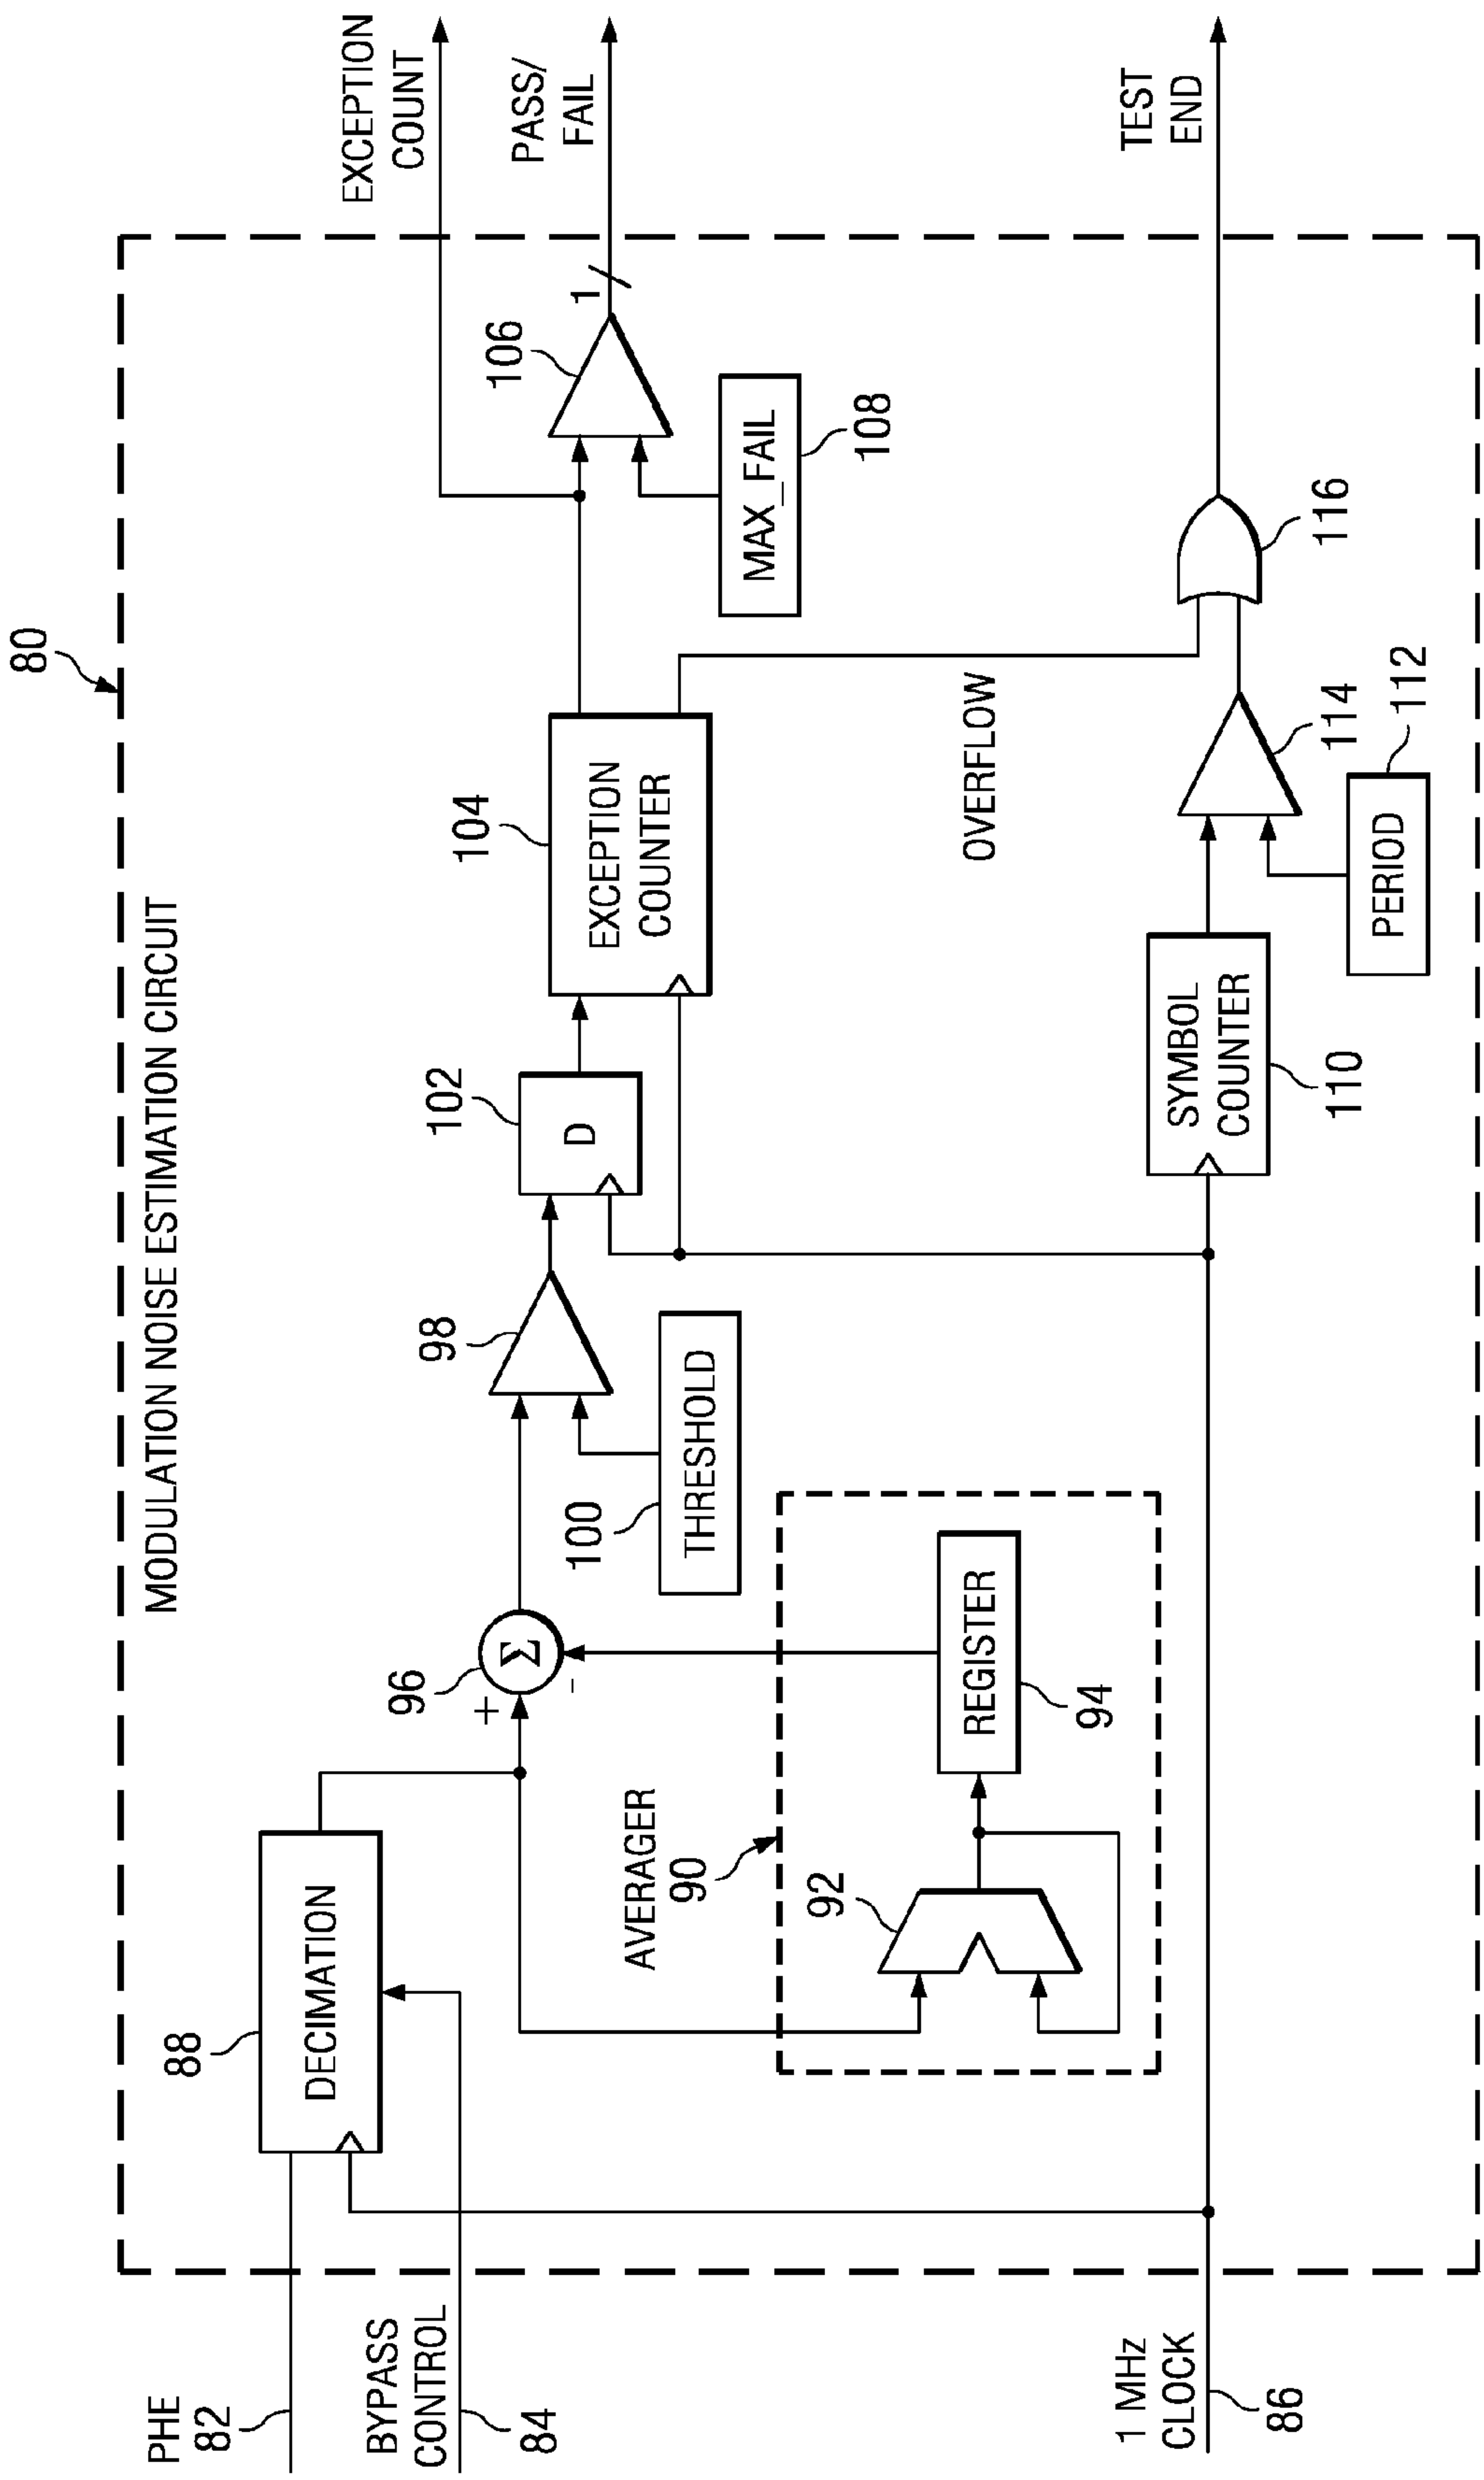 80
MODULATION NOISE ESTIMATION CIRCUIT
PHE
82
BYPASS
CONTROL
84
1 MHz
CLOCK
86
88
DECIMATION
AVERAGER
90
92
REGISTER
94
96
+
-
Σ
98
THRESHOLD
100
102
D
104
EXCEPTION
COUNTER
OVERFLOW
SYMBOL
COUNTER
110
PERIOD
112
114
116
106
1
MAX_FAIL
108
EXCEPTION
COUNT
PASS/
FAIL
TEST
END